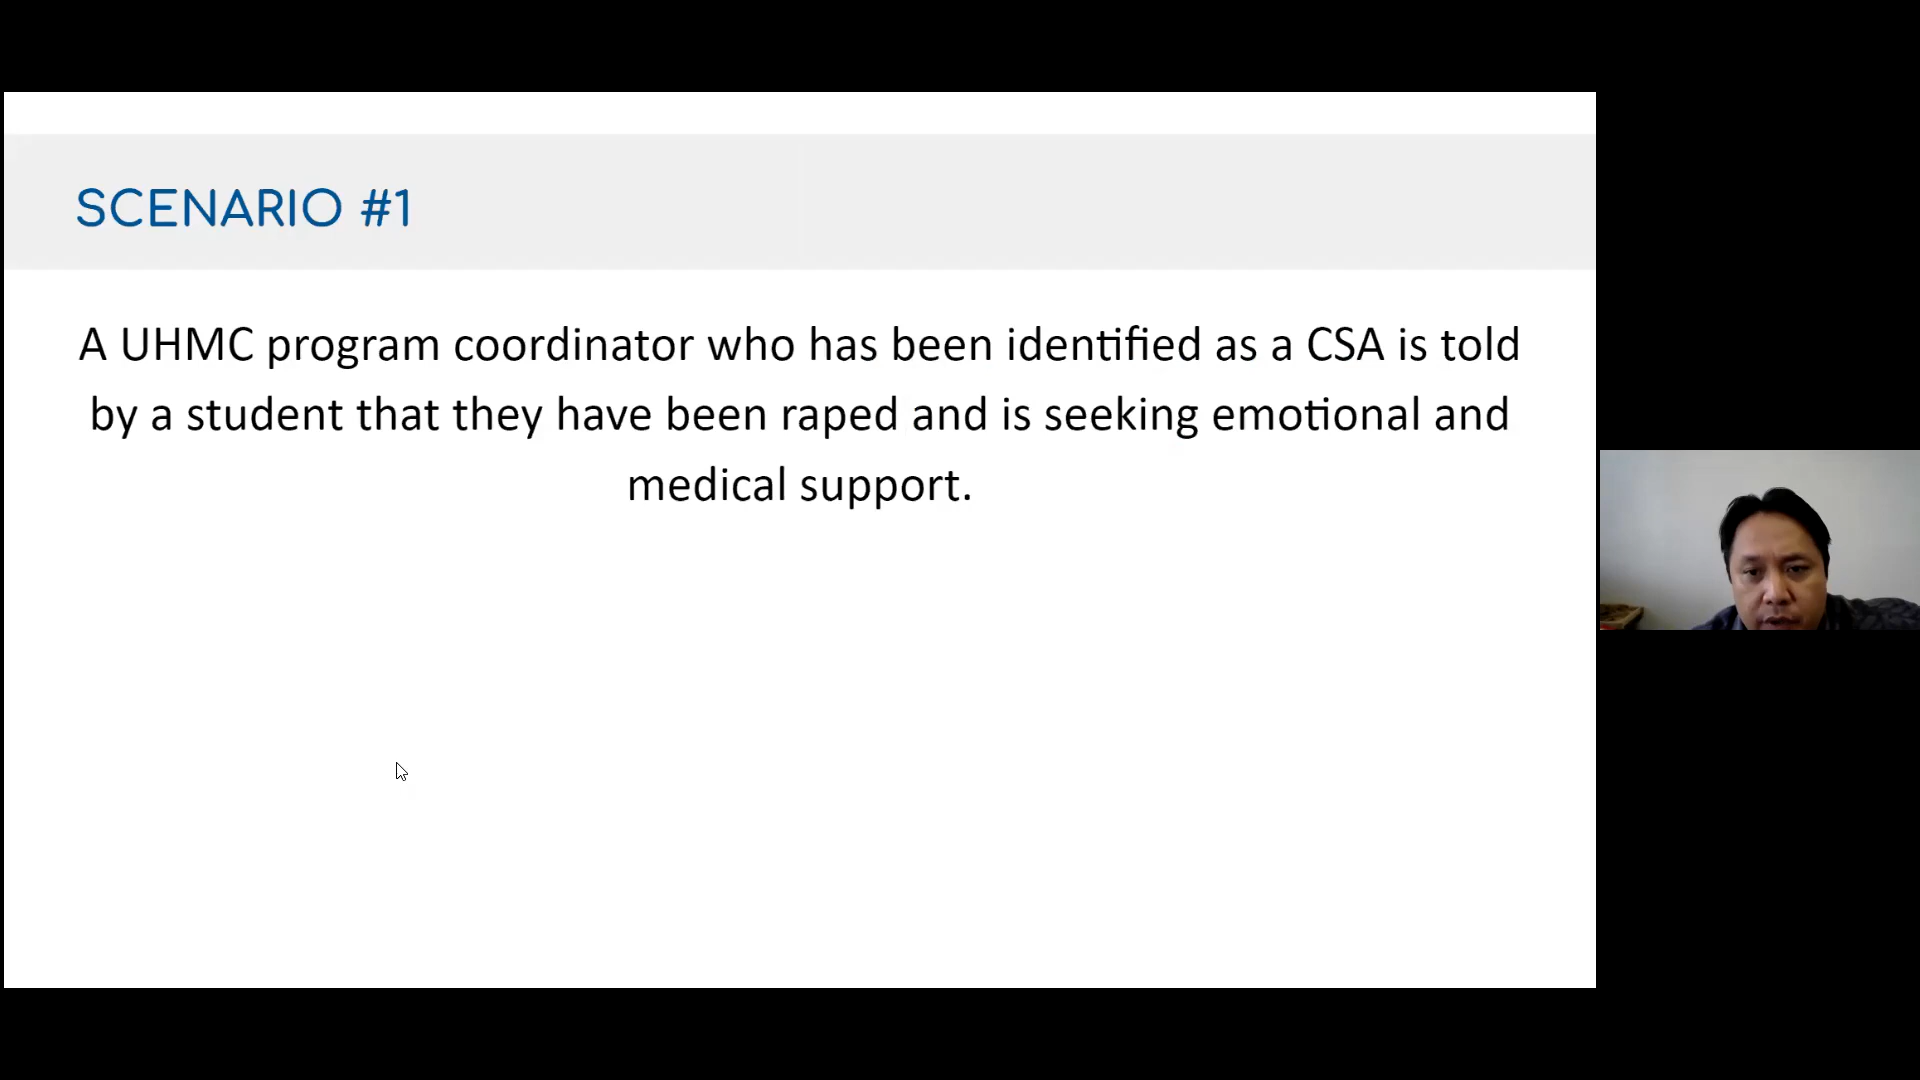 SCENARIO #1
A UHMC program coordinator who has been identified as a CSA is told
by a student that they have been raped and is seeking emotional and
medical support.